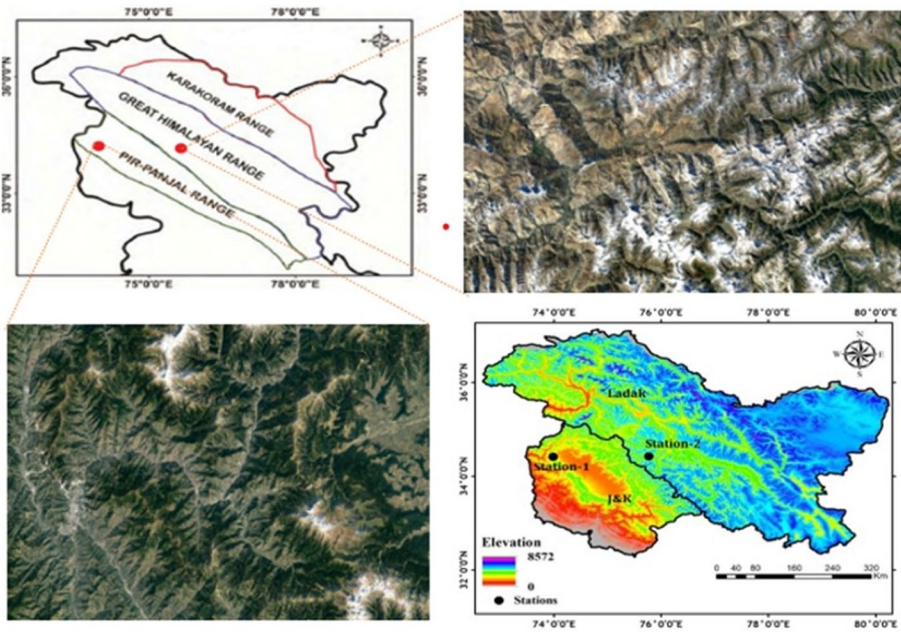 75°0'0"E
78°0'0"E
36°0'0"N
36°0'0"N
KARAKORAM RANGE
GREAT HIMALAYAN RANGE
PIR-PANJAL RANGE
33°0'0"N
33°0'0"N
75°0'0"E
78°0'0"E
74°0'0"E
76°0'0"E
78°0'0"E
80°0'0"E
N
W
E
S
36°0'0"N
Ladak
Station-2
Station-1
34°0'0"N
J&K
Elevation
8572
0
Stations
32°0'0"N
0 40 80 160 240 320
Km
74°0'0"E
76°0'0"E
78°0'0"E
80°0'0"E